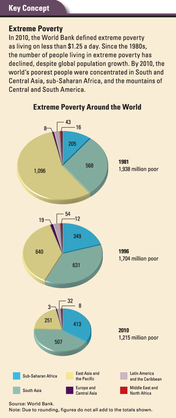 Key Concept
Extreme Poverty
In 2010, the World Bank defined extreme poverty
as living on less than $1.25 a day. Since the 1980s,
the number of people living in extreme poverty has
declined, despite global population growth. By 2010, the
world's poorest people were concentrated in South and
Central Asia, sub-Saharan Africa, and the mountains of
Central and South America.
Extreme Poverty Around the World
43
8
16
205
568
1,096
1981
1,938 million poor
54
19
12
349
631
640
1996
1,704 million poor
32
3
8
251
413
507
2010
1,215 million poor
Sub-Saharan Africa
East Asia and
the Pacific
Latin America
and the Caribbean
South Asia
Europe and
Central Asia
Middle East and
North Africa
Source: World Bank.
Note: Due to rounding, figures do not all add to the totals shown.